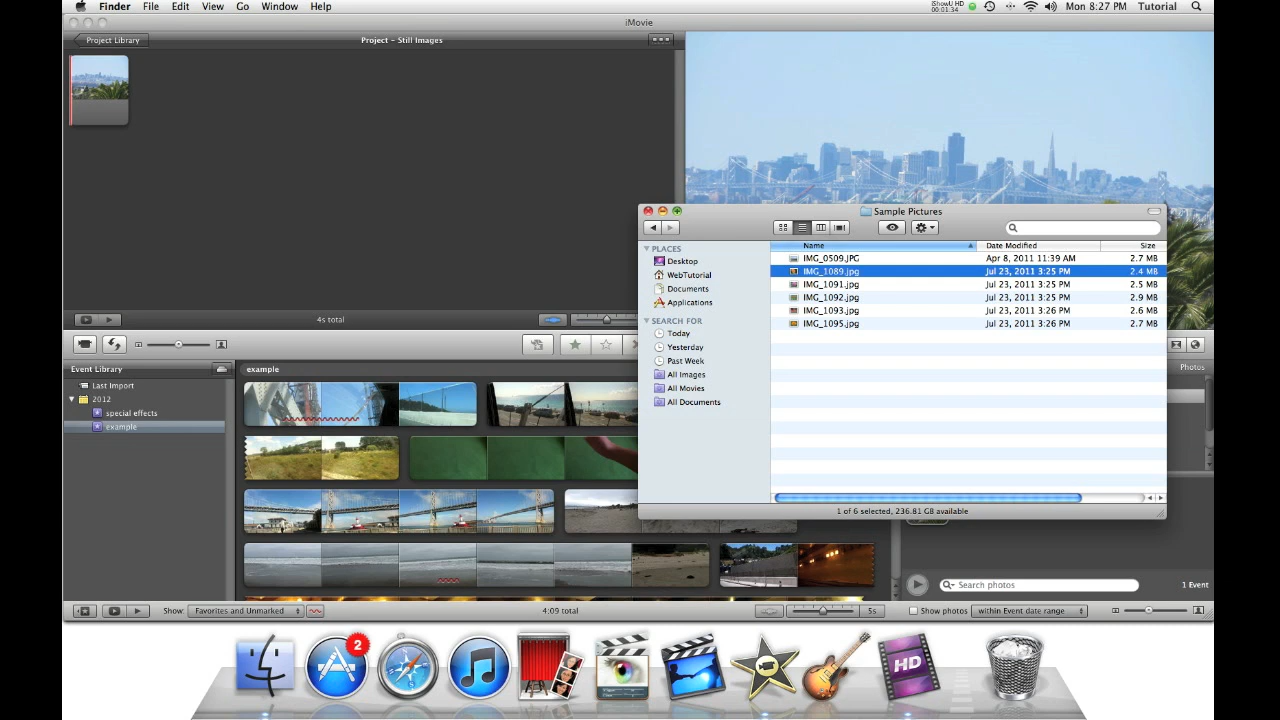 Finder File Edit View Go Window Help
iShowU HD
00:01:34
Mon 8:27 PM Tutorial
iMovie
Project Library
Project - Still Images
Sample Pictures
PLACES
Desktop
WebTutorial
Documents
Applications
SEARCH FOR
Today
Yesterday
Past Week
All Images
All Movies
All Documents
Name Date Modified Size
IMG_0509.JPG Apr 8, 2011 11:39 AM 2.7 MB
IMG_1089.jpg Jul 23, 2011 3:25 PM 2.4 MB
IMG_1091.jpg Jul 23, 2011 3:25 PM 2.5 MB
IMG_1092.jpg Jul 23, 2011 3:25 PM 2.9 MB
IMG_1093.jpg Jul 23, 2011 3:26 PM 2.6 MB
IMG_1095.jpg Jul 23, 2011 3:26 PM 2.7 MB
1 of 6 selected, 236.81 GB available
4s total
Event Library
example
Photos
Last Import
2012
special effects
example
Search photos
1 Event
Show: Favorites and Unmarked
4:09 total
5s
Show photos within Event date range
2
HD